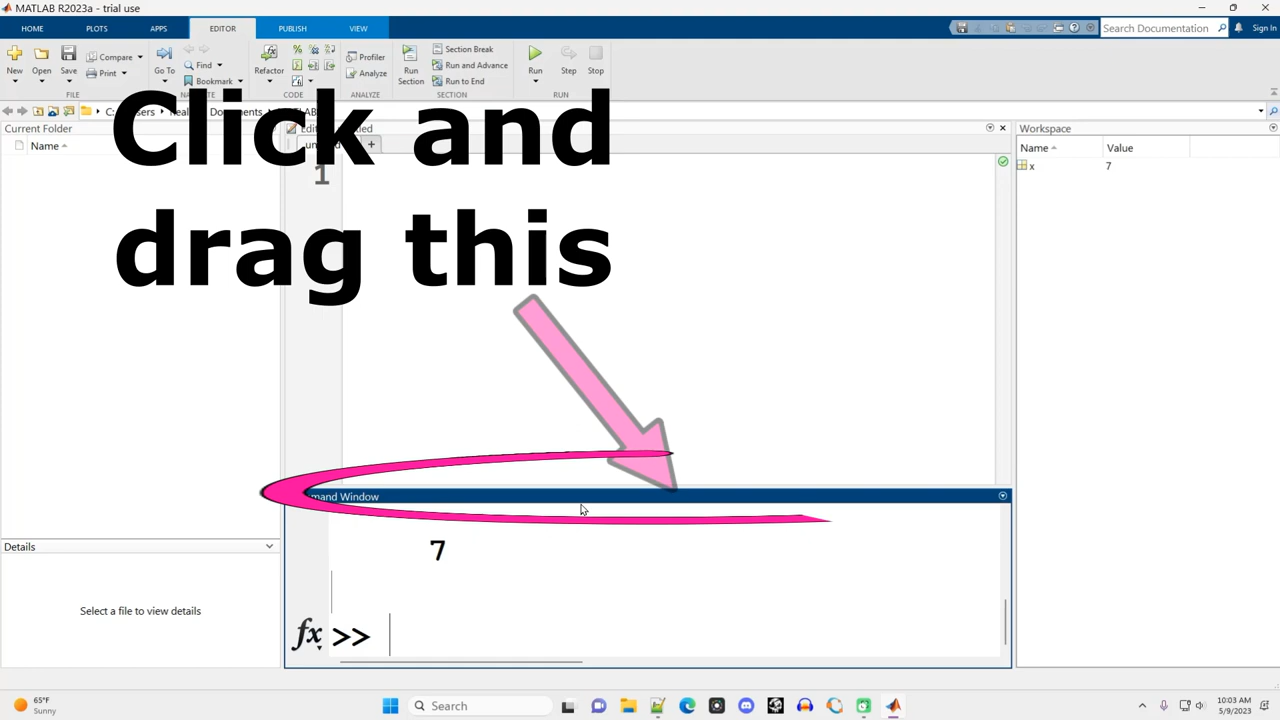 MATLAB R2023a - trial use
HOME PLOTS APPS EDITOR PUBLISH VIEW
Search Documentation
Sign In
New Open Save
Compare
Print
FILE
Go To
Find
Bookmark
Refactor
CODE
Profiler
Analyze
ANALYZE
Run
Section
Section Break
Run and Advance
Run to End
SECTION
Run Step Stop
RUN
Click and
drag this
Documents
Current Folder
Name
1
Workspace
Name Value
x 7
mand Window
7
fx >>
Details
Select a file to view details
65°F
Sunny
Search
10:03 AM
5/9/2023